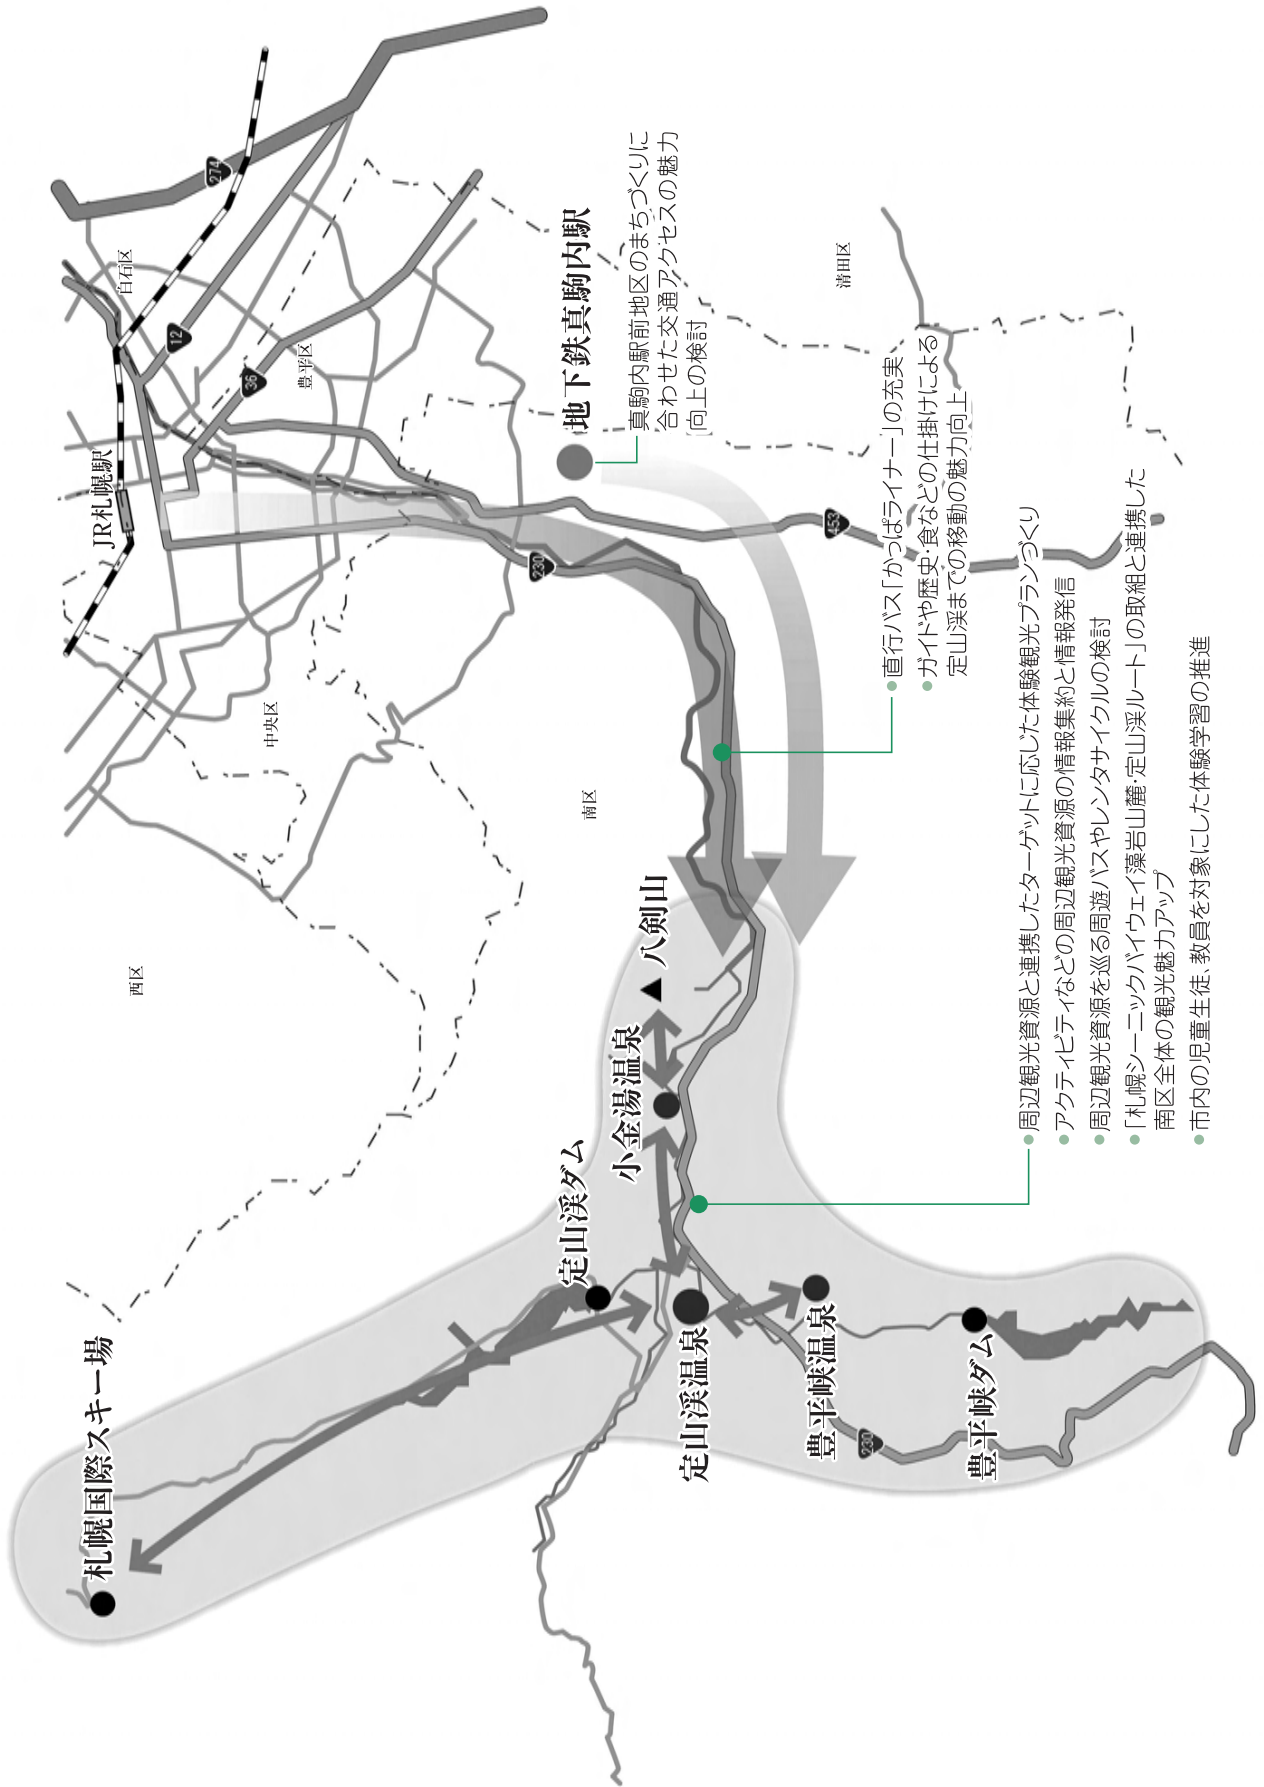 札幌国際スキー場
西区
中央区
JR札幌駅
白石区
274
12
36
豊平区
南区
定山渓ダム
小金湯温泉
八剣山
230
地下鉄真駒内駅
真駒内駅前地区のまちづくりに
合わせた交通アクセスの魅力
向上の検討
453
清田区
定山渓温泉
豊平峡温泉
230
豊平峡ダム
●直行バス「かっぱライナー」の充実
●ガイドや歴史・食などの仕掛けによる
定山渓までの移動の魅力向上
●周辺観光資源と連携したターゲットに応じた体験観光プランづくり
●アクティビティなどの周辺観光資源の情報集約と情報発信
●周辺観光資源を巡る周遊バスやレンタサイクルの検討
●「札幌シーニックバイウェイ藻岩山麓・定山渓ルート」の取組と連携した
南区全体の観光魅力アップ
●市内の児童生徒、教員を対象にした体験学習の推進